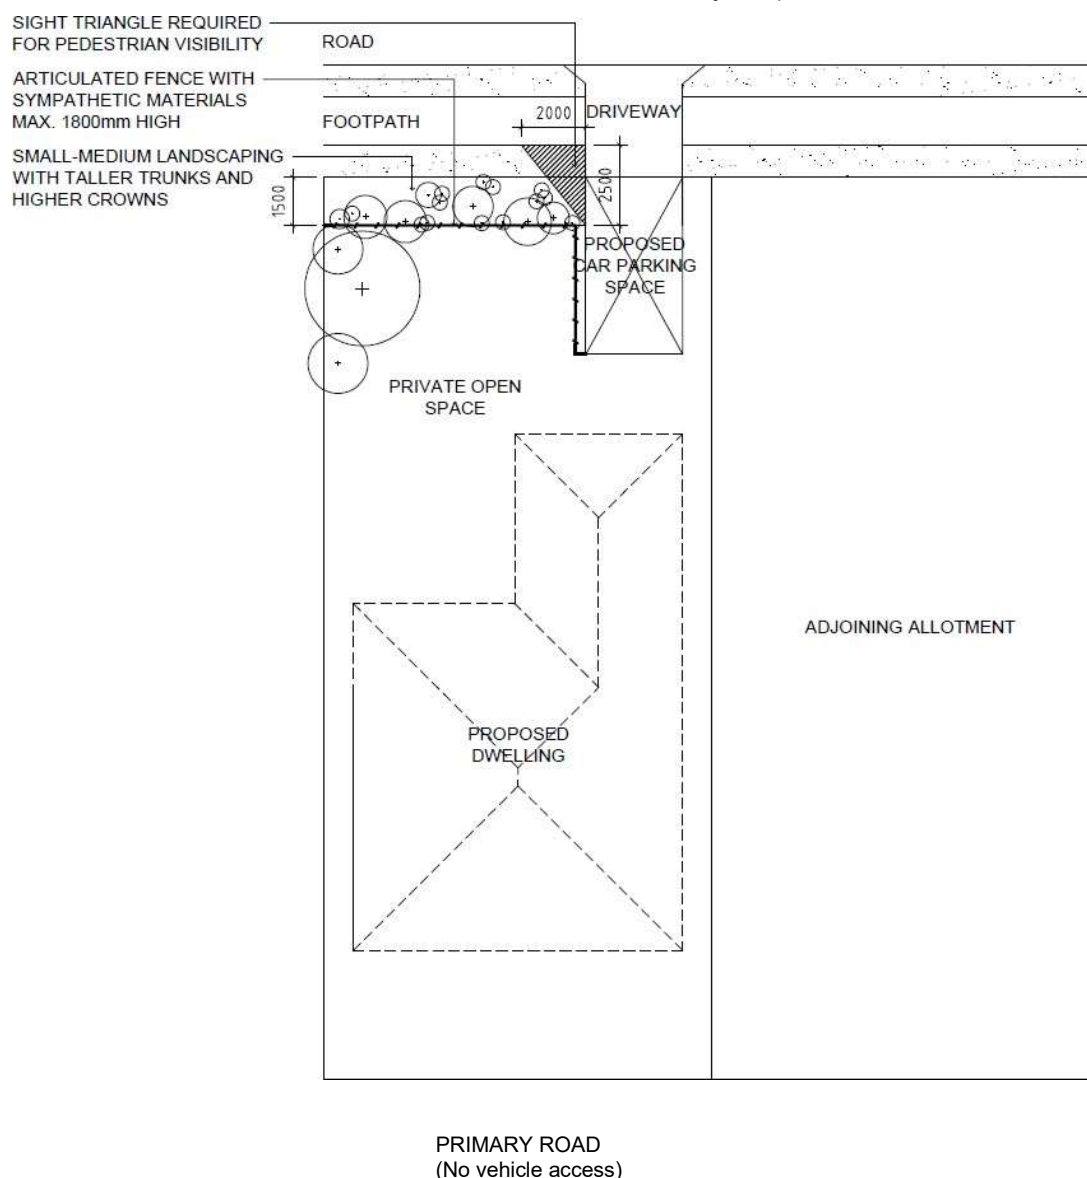 SIGHT TRIANGLE REQUIRED
FOR PEDESTRIAN VISIBILITY
ROAD
ARTICULATED FENCE WITH
SYMPATHETIC MATERIALS
MAX. 1800mm HIGH
2000
DRIVEWAY
FOOTPATH
SMALL-MEDIUM LANDSCAPING
WITH TALLER TRUNKS AND
HIGHER CROWNS
1500
2500
PROPOSED
CAR PARKING
SPACE
PRIVATE OPEN
SPACE
ADJOINING ALLOTMENT
PROPOSED
DWELLING
PRIMARY ROAD
(No vehicle access)